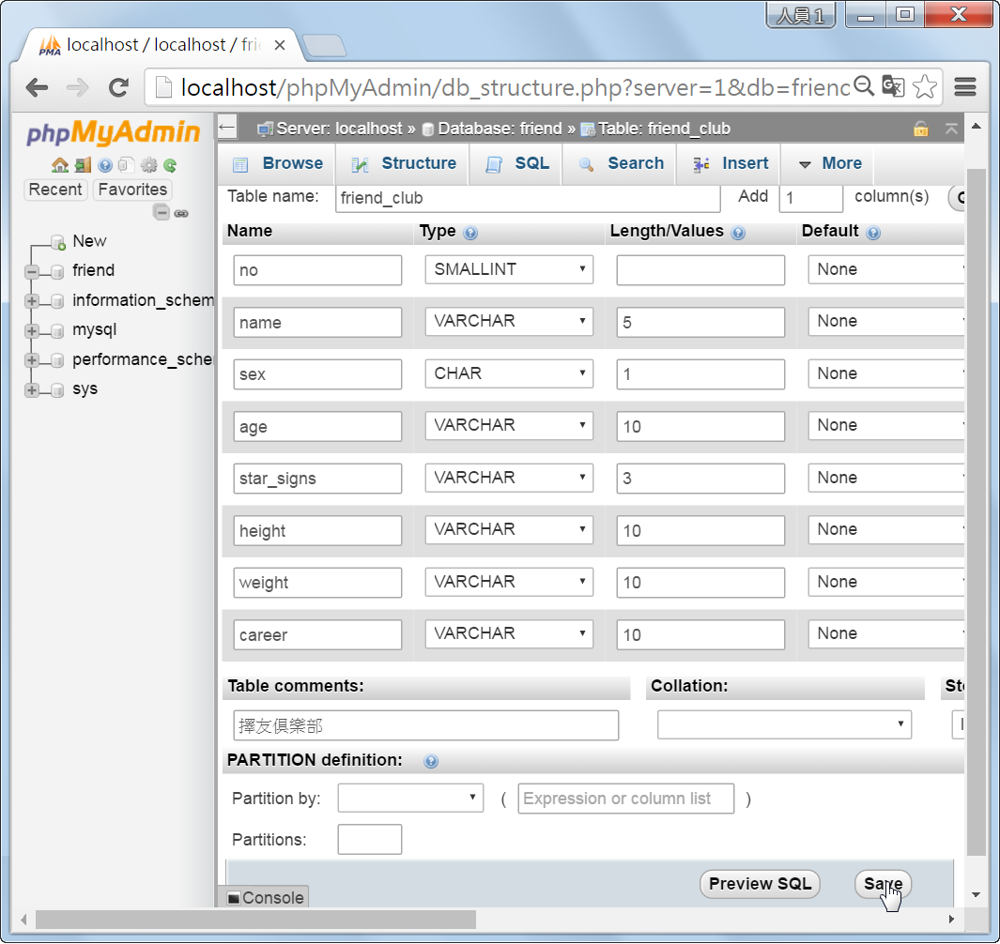 人員 1
PMA localhost / localhost / frie
localhost/phpMyAdmin/db_structure.php?server=1&db=frienc
phpMyAdmin
Recent Favorites
New
friend
information_schem
mysql
performance_sche
sys
Server: localhost » Database: friend » Table: friend_club
Browse Structure SQL Search Insert More
Table name: friend_club Add 1 column(s)
Name Type Length/Values Default
no SMALLINT None
name VARCHAR 5 None
sex CHAR 1 None
age VARCHAR 10 None
star_signs VARCHAR 3 None
height VARCHAR 10 None
weight VARCHAR 10 None
career VARCHAR 10 None
Table comments: Collation:
擇友俱樂部
PARTITION definition:
Partition by: ( Expression or column list )
Partitions:
Preview SQL Save
Console